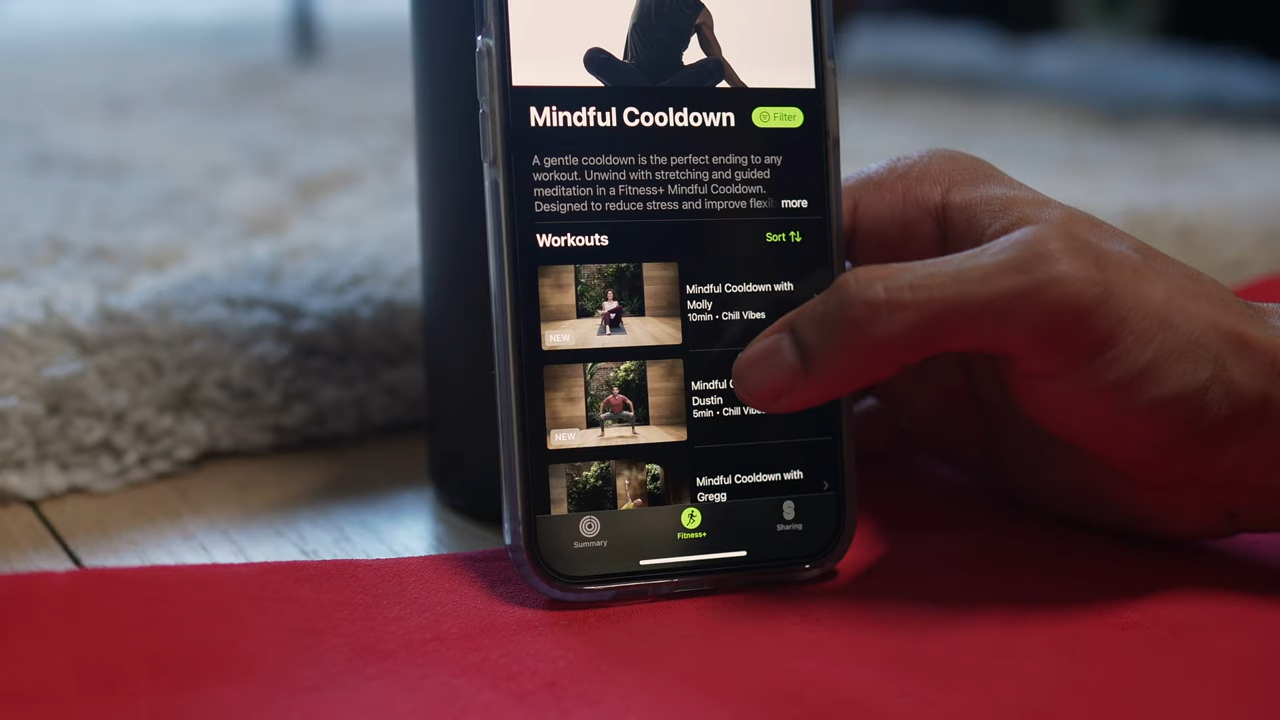 Mindful Cooldown
Filter
A gentle cooldown is the perfect ending to any
workout. Unwind with stretching and guided
meditation in a Fitness+ Mindful Cooldown.
Designed to reduce stress and improve flexib more
Workouts
Sort
Mindful Cooldown with
Molly
10min • Chill Vibes
NEW
Mindful
Dustin
5min • Chill Vibes
NEW
Mindful Cooldown with
Gregg
Summary
Fitness+
Sharing